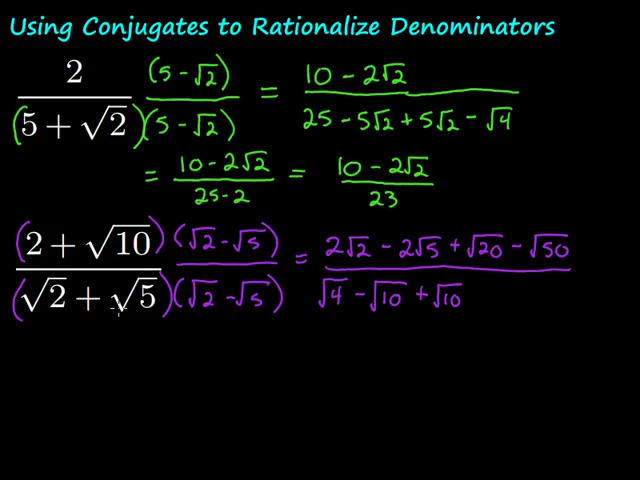 Using Conjugates to Rationalize Denominators
2 (5 - √2) = 10 - 2√2
(5 + √2)(5 - √2) 25 - 5√2 + 5√2 - √4
= 10 - 2√2 = 10 - 2√2
25 - 2 23
(2 + √10)(√2 - √5) = 2√2 - 2√5 + √20 - √50
(√2 + √5)(√2 - √5) √4 - √10 + √10